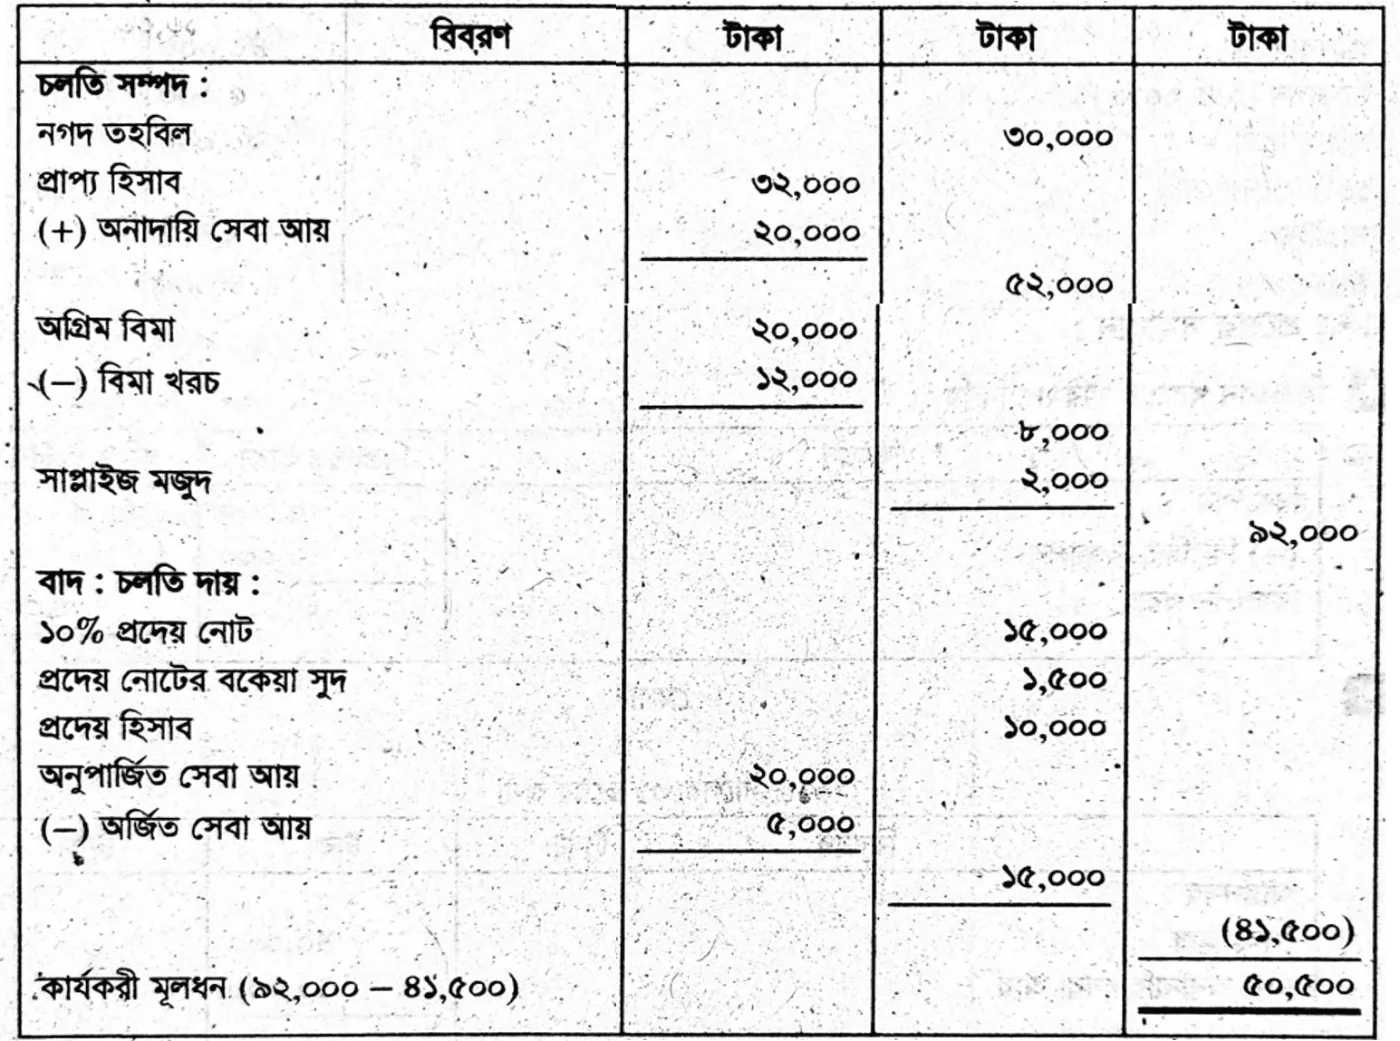 বিবরণ টাকা টাকা টাকা
চলতি সম্পদ :
নগদ তহবিল ৩০,০০০
প্রাপ্য হিসাব ৩২,০০০
(+) অনাদায়ি সেবা আয় ২০,০০০
৫২,০০০
অগ্রিম বিমা ২০,০০০
(–) বিমা খরচ ১২,০০০
৮,০০০
সাপ্লাইজ মজুদ ২,০০০
৯২,০০০
বাদ : চলতি দায় :
১০% প্রদেয় নোট ১৫,০০০
প্রদেয় নোটের বকেয়া সুদ ১,৫০০
প্রদেয় হিসাব ১০,০০০
অনুপার্জিত সেবা আয় ২০,০০০
(–) অর্জিত সেবা আয় ৫,০০০
১৫,০০০
(৪১,৫০০)
কার্যকরী মূলধন (৯২,০০০ – ৪১,৫০০) ৫০,৫০০